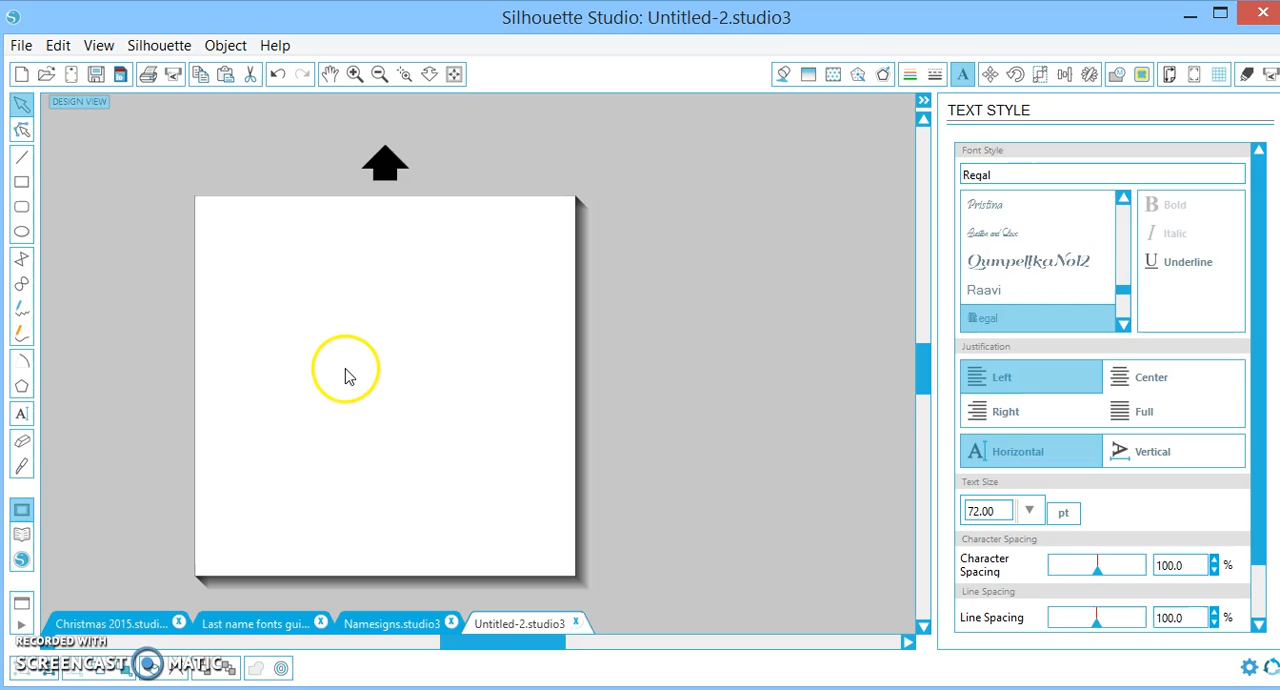 Silhouette Studio: Untitled-2.studio3
File Edit View Silhouette Object Help
DESIGN VIEW
TEXT STYLE
Font Style
Regal
Pristina
QumpellkaNo12
Raavi
Regal
B Bold
I Italic
U Underline
Justification
Left
Center
Right
Full
A Horizontal
A Vertical
Text Size
72.00
pt
Character Spacing
Character Spacing
100.0
%
Line Spacing
Line Spacing
100.0
%
Christmas 2015.studi... x
Last name fonts gui... x
Namesigns.studio3 x
Untitled-2.studio3 x
RECORDED WITH
SCREENCAST MATIC